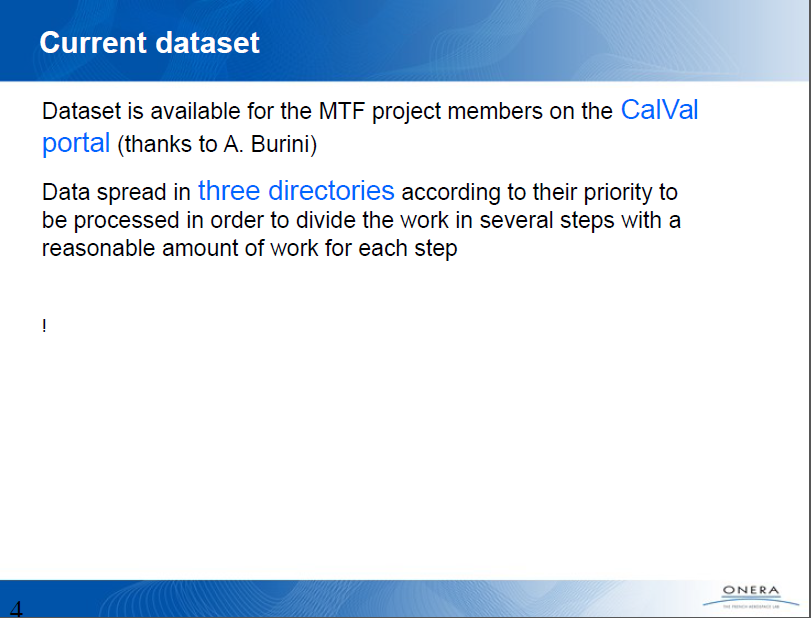 Current dataset
Dataset is available for the MTF project members on the CalVal
portal (thanks to A. Burini)
Data spread in three directories according to their priority to
be processed in order to divide the work in several steps with a
reasonable amount of work for each step
!
ONERA
THE FRENCH AEROSPACE LAB
4